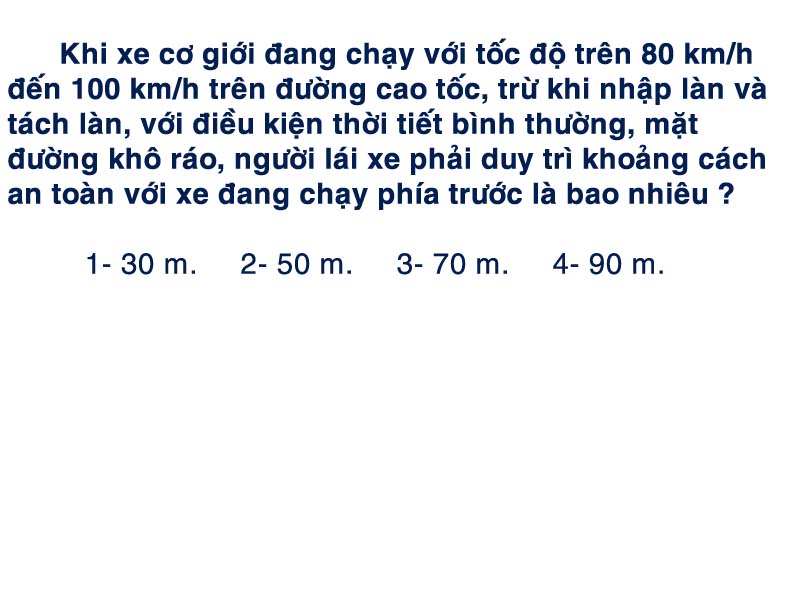 Khi xe cơ giới đang chạy với tốc độ trên 80 km/h
đến 100 km/h trên đường cao tốc, trừ khi nhập làn và
tách làn, với điều kiện thời tiết bình thường, mặt
đường khô ráo, người lái xe phải duy trì khoảng cách
an toàn với xe đang chạy phía trước là bao nhiêu ?
1- 30 m. 2- 50 m. 3- 70 m. 4- 90 m.